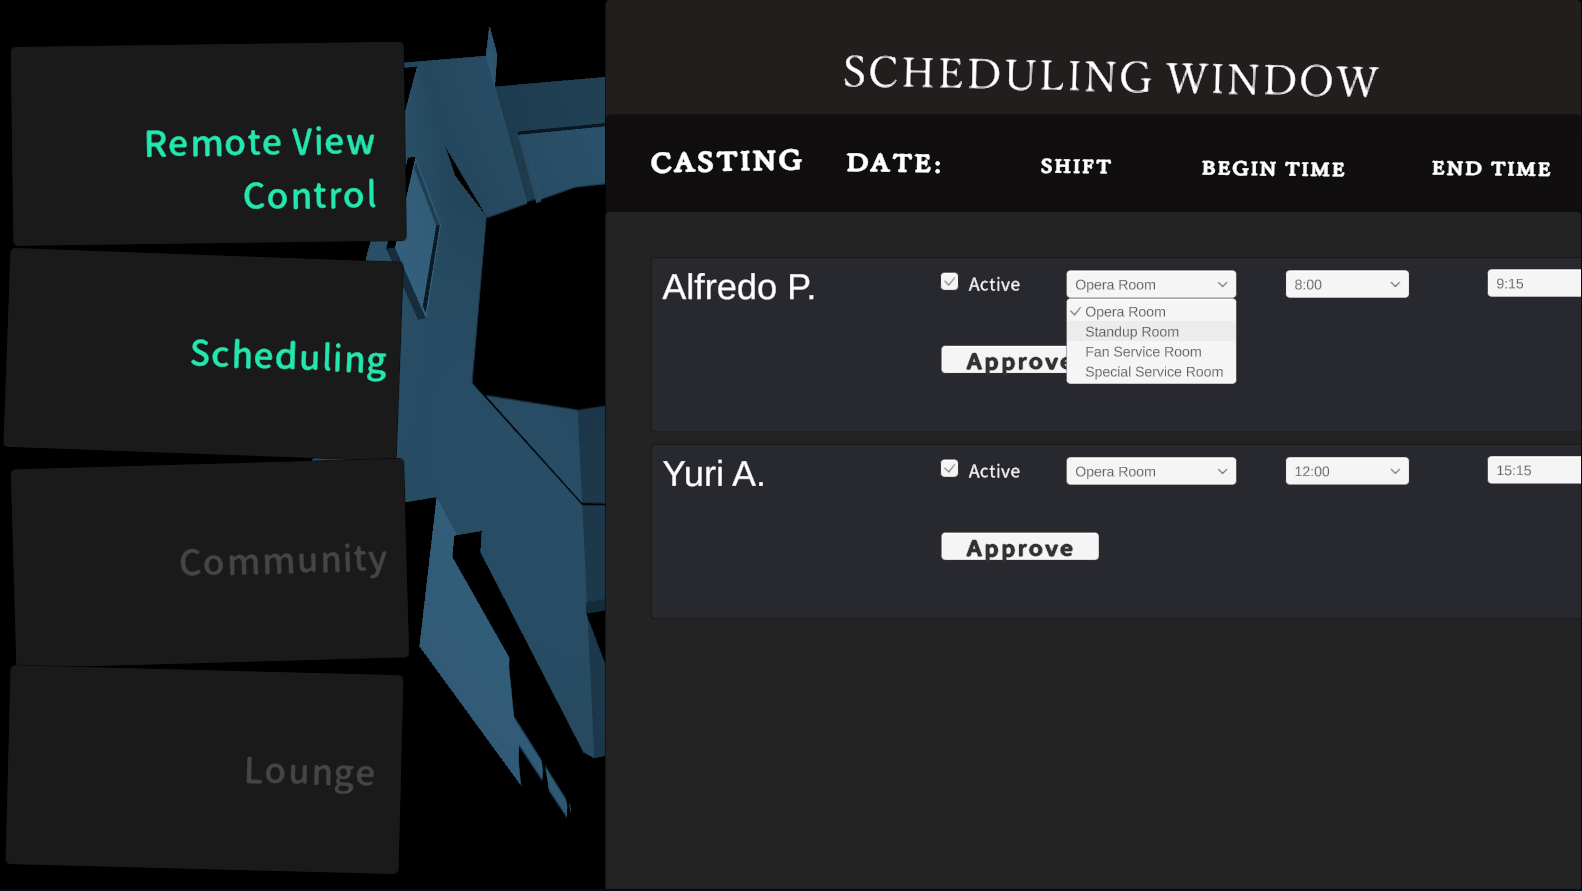 Remote View
Control
Scheduling
Community
Lounge
SCHEDULING WINDOW
CASTING DATE: SHIFT BEGIN TIME END TIME
Alfredo P. Active Opera Room 8:00 9:15
Opera Room
Standup Room
Fan Service Room
Special Service Room
Approve
Yuri A. Active Opera Room 12:00 15:15
Approve